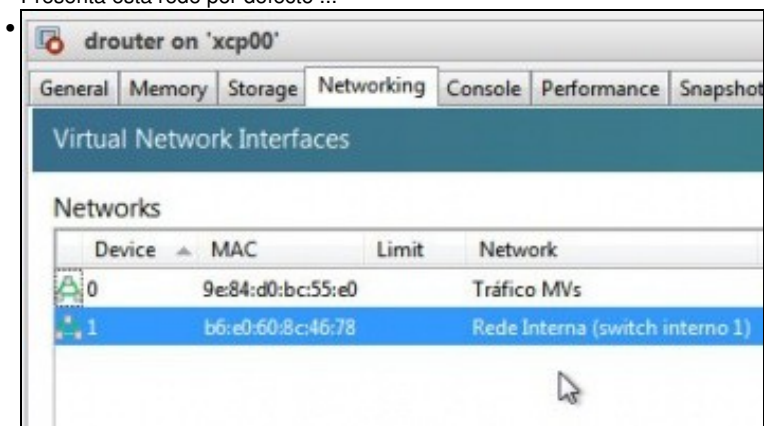 Presenta esta rede por defecto ...
drouter on 'xcp00'
General Memory Storage Networking Console Performance Snapshot
Virtual Network Interfaces
Networks
Device MAC Limit Network
0 9e:84:d0:bc:55:e0 Tráfico MVs
1 b6:e0:60:8c:46:78 Rede Interna (switch interno 1)